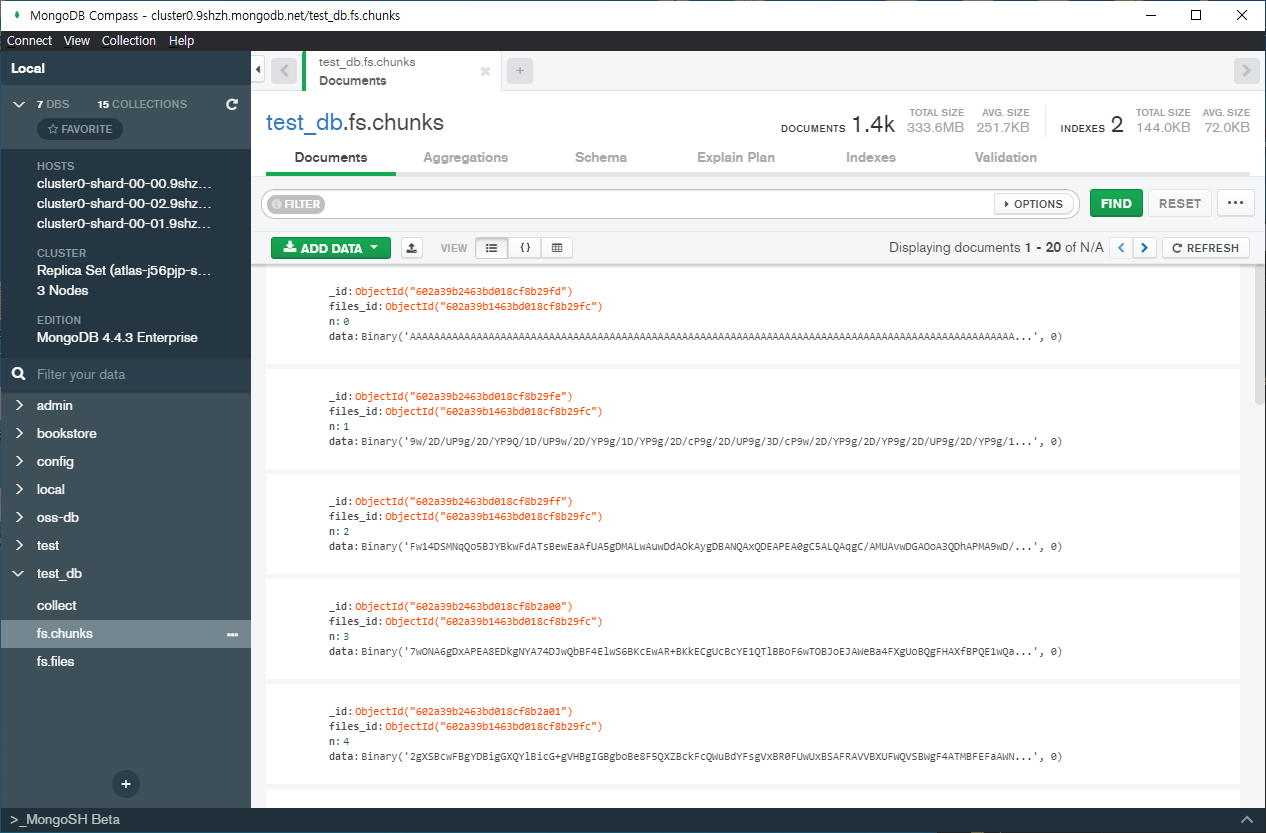 MongoDB Compass - cluster0.9shzh.mongodb.net/test_db.fs.chunks
Connect View Collection Help
Local
7 DBS 15 COLLECTIONS
FAVORITE
HOSTS
cluster0-shard-00-00.9shz...
cluster0-shard-00-02.9shz...
cluster0-shard-00-01.9shz...
CLUSTER
Replica Set (atlas-j56pjp-s...
3 Nodes
EDITION
MongoDB 4.4.3 Enterprise
Filter your data
admin
bookstore
config
local
oss-db
test
test_db
collect
fs.chunks
fs.files
test_db.fs.chunks
Documents
test_db.fs.chunks
DOCUMENTS 1.4k TOTAL SIZE 333.6MB AVG. SIZE 251.7KB INDEXES 2 TOTAL SIZE 144.0KB AVG. SIZE 72.0KB
Documents Aggregations Schema Explain Plan Indexes Validation
FILTER OPTIONS FIND RESET ...
ADD DATA VIEW {} Displaying documents 1 - 20 of N/A < > REFRESH
_id: ObjectId("602a39b2463bd018cf8b29fd")
files_id: ObjectId("602a39b1463bd018cf8b29fc")
n: 0
data: Binary('AAAAAAAAAAAAAAAAAAAAAAAAAAAAAAAAAAAAAAAAAAAAAAAAAAAAAAAAAAAAAAAAAAAAAAAAAAAAAAAAAAAAAAAAAAAAAAAAAAAA...', 0)
_id: ObjectId("602a39b2463bd018cf8b29fe")
files_id: ObjectId("602a39b1463bd018cf8b29fc")
n: 1
data: Binary('9w/2D/UP9g/2D/YP9Q/1D/UP9w/2D/YP9g/1D/YP9g/2D/cP9g/2D/UP9g/3D/cP9w/2D/YP9g/2D/YP9g/2D/UP9g/2D/YP9g/1...', 0)
_id: ObjectId("602a39b2463bd018cf8b29ff")
files_id: ObjectId("602a39b1463bd018cf8b29fc")
n: 2
data: Binary('Fw14DSMNqQo5BJYBkwFdATsBewEaAfUA5gDMALwAuwDdAOkAygDBANQAxQDEAPEA0gC5ALQAqgC/AMUAvwDGAOoA3QDhAPMA9wD/...', 0)
_id: ObjectId("602a39b2463bd018cf8b2a00")
files_id: ObjectId("602a39b1463bd018cf8b29fc")
n: 3
data: Binary('7wONA6gDxAPEA8EDkgNYA74DJwQbBF4ElwS6BKcEwAR+BKkECgUcBcYE1QTlBBoF6wTOBJoEJAWeBa4FXgUoBQgFHAXfBPQE1wQa...', 0)
_id: ObjectId("602a39b2463bd018cf8b2a01")
files_id: ObjectId("602a39b1463bd018cf8b29fc")
n: 4
data: Binary('2gXSBcwFBgYDBigGXQYlBicG+gVHBgIGBgboBe8F5QXZBckFcQWuBdYFsgVxBR0FUwUxBSAFRAVVBXUFWQVSBWgF4ATMBFEFaAWN...', 0)
>_MongoSH Beta